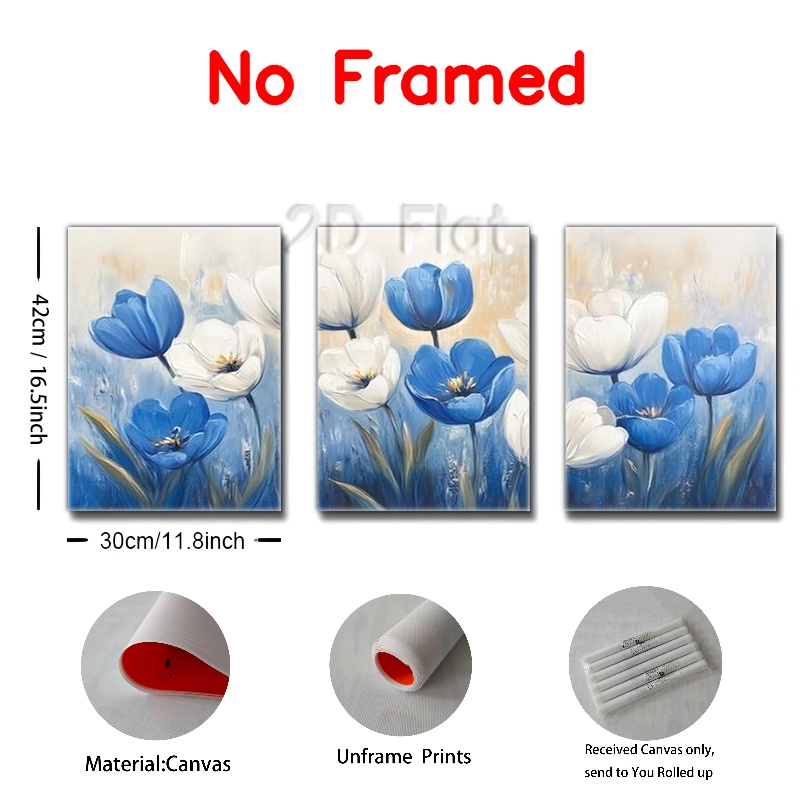 No Framed
2D Flat
42cm / 16.5inch
30cm/11.8inch
Material:Canvas
Unframe Prints
Received Canvas only,
send to You Rolled up